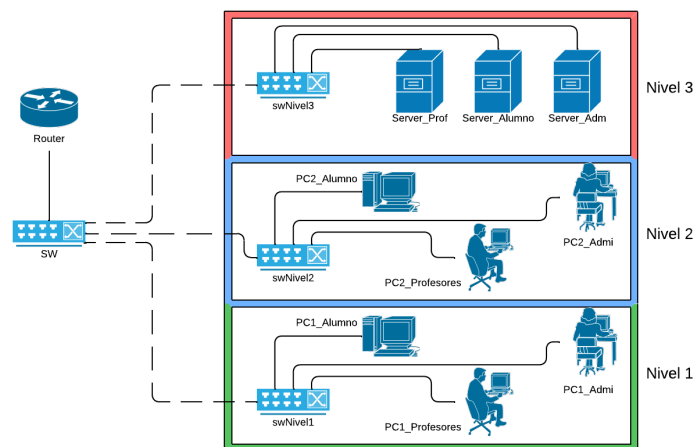 Nivel 3
swNivel3
Server_Prof
Server_Alumno
Server_Adm
Router
SW
PC2_Alumno
PC2_Admi
Nivel 2
swNivel2
PC2_Profesores
PC1_Alumno
PC1_Admi
Nivel 1
swNivel1
PC1_Profesores